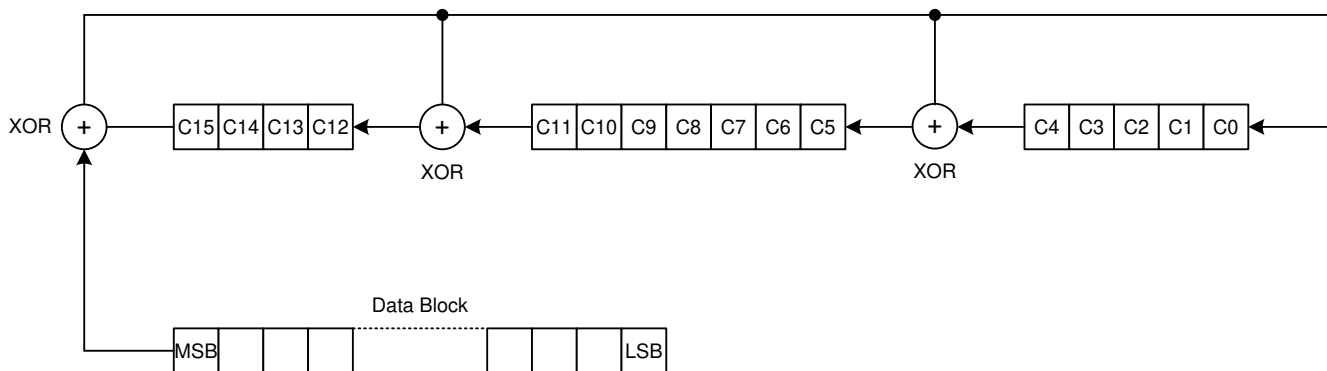 XOR + C15 C14 C13 C12 + C11 C10 C9 C8 C7 C6 C5 + C4 C3 C2 C1 C0
XOR XOR
Data Block
MSB LSB